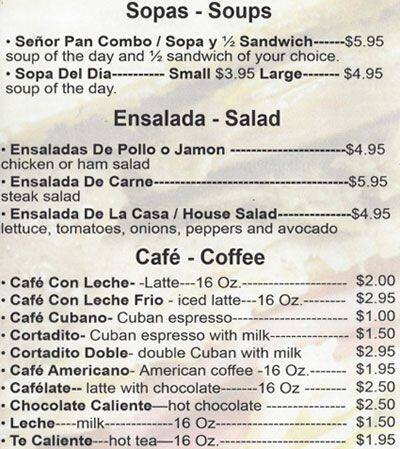 Sopas - Soups
• Señor Pan Combo / Sopa y ½ Sandwich------$5.95
soup of the day and ½ sandwich of your choice.
• Sopa Del Dia---------- Small $3.95 Large------- $4.95
soup of the day.
Ensalada - Salad
• Ensaladas De Pollo o Jamon ----------------------$4.95
chicken or ham salad
• Ensalada De Carne-------------------------------------$5.95
steak salad
• Ensalada De La Casa / House Salad--------------$4.95
lettuce, tomatoes, onions, peppers and avocado
Café - Coffee
• Café Con Leche- -Latte---16 Oz.---------------- $2.00
• Café Con Leche Frio - iced latte---16 Oz.-------- $2.95
• Café Cubano- Cuban espresso------------------ $1.00
• Cortadito- Cuban espresso with milk----------- $1.50
• Cortadito Doble- double Cuban with milk $2.95
• Café Americano- American coffee -16 Oz.------ $1.95
• Cafélate-- latte with chocolate-------16 Oz ------- $2.50
• Chocolate Caliente—hot chocolate -------------- $2.50
• Leche----milk--------------16 Oz------------------- $1.50
• Te Caliente---hot tea—16 Oz.--------------------- $1.95